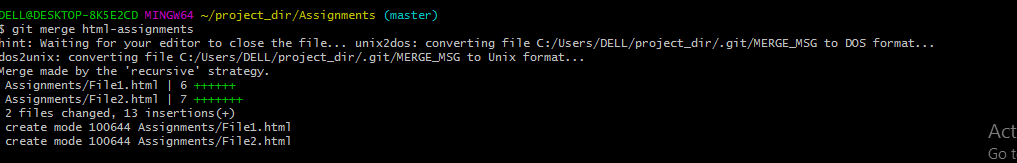 DELL@DESKTOP-8K5E2CD MINGW64 ~/project_dir/Assignments (master)
$ git merge html-assignments
hint: Waiting for your editor to close the file... unix2dos: converting file C:/Users/DELL/project_dir/.git/MERGE_MSG to DOS format...
dos2unix: converting file C:/Users/DELL/project_dir/.git/MERGE_MSG to Unix format...
Merge made by the 'recursive' strategy.
 Assignments/File1.html | 6 ++++++
 Assignments/File2.html | 7 +++++++
 2 files changed, 13 insertions(+)
 create mode 100644 Assignments/File1.html
 create mode 100644 Assignments/File2.html
Act
Go t